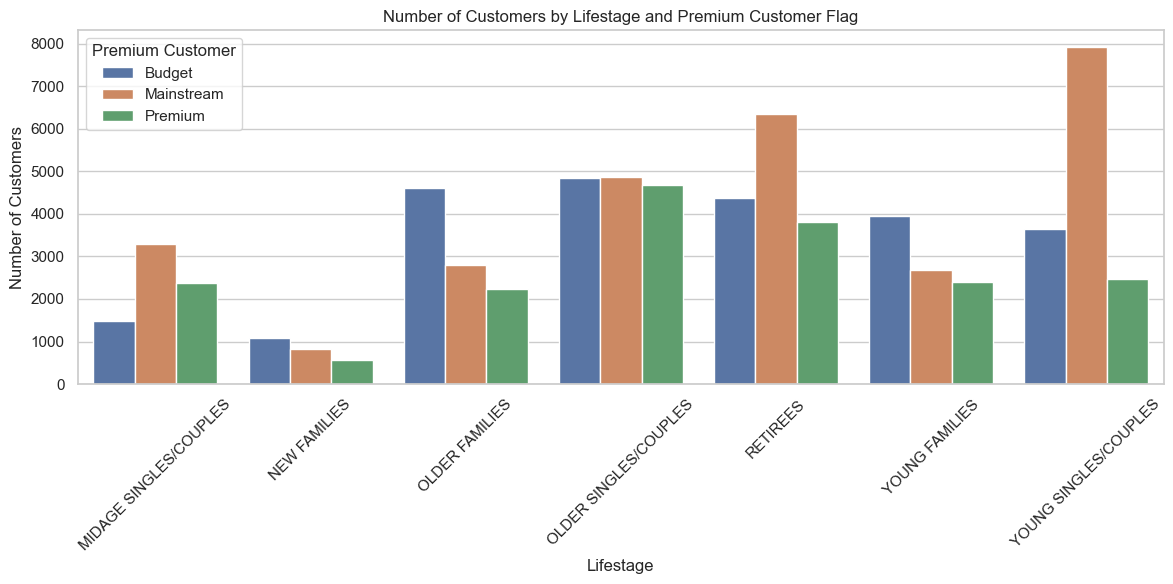 Number of Customers by Lifestage and Premium Customer Flag
Premium Customer
Budget
Mainstream
Premium
Number of Customers
8000
7000
6000
5000
4000
3000
2000
1000
0
MIDAGE SINGLES/COUPLES
NEW FAMILIES
OLDER FAMILIES
OLDER SINGLES/COUPLES
RETIREES
YOUNG FAMILIES
YOUNG SINGLES/COUPLES
Lifestage